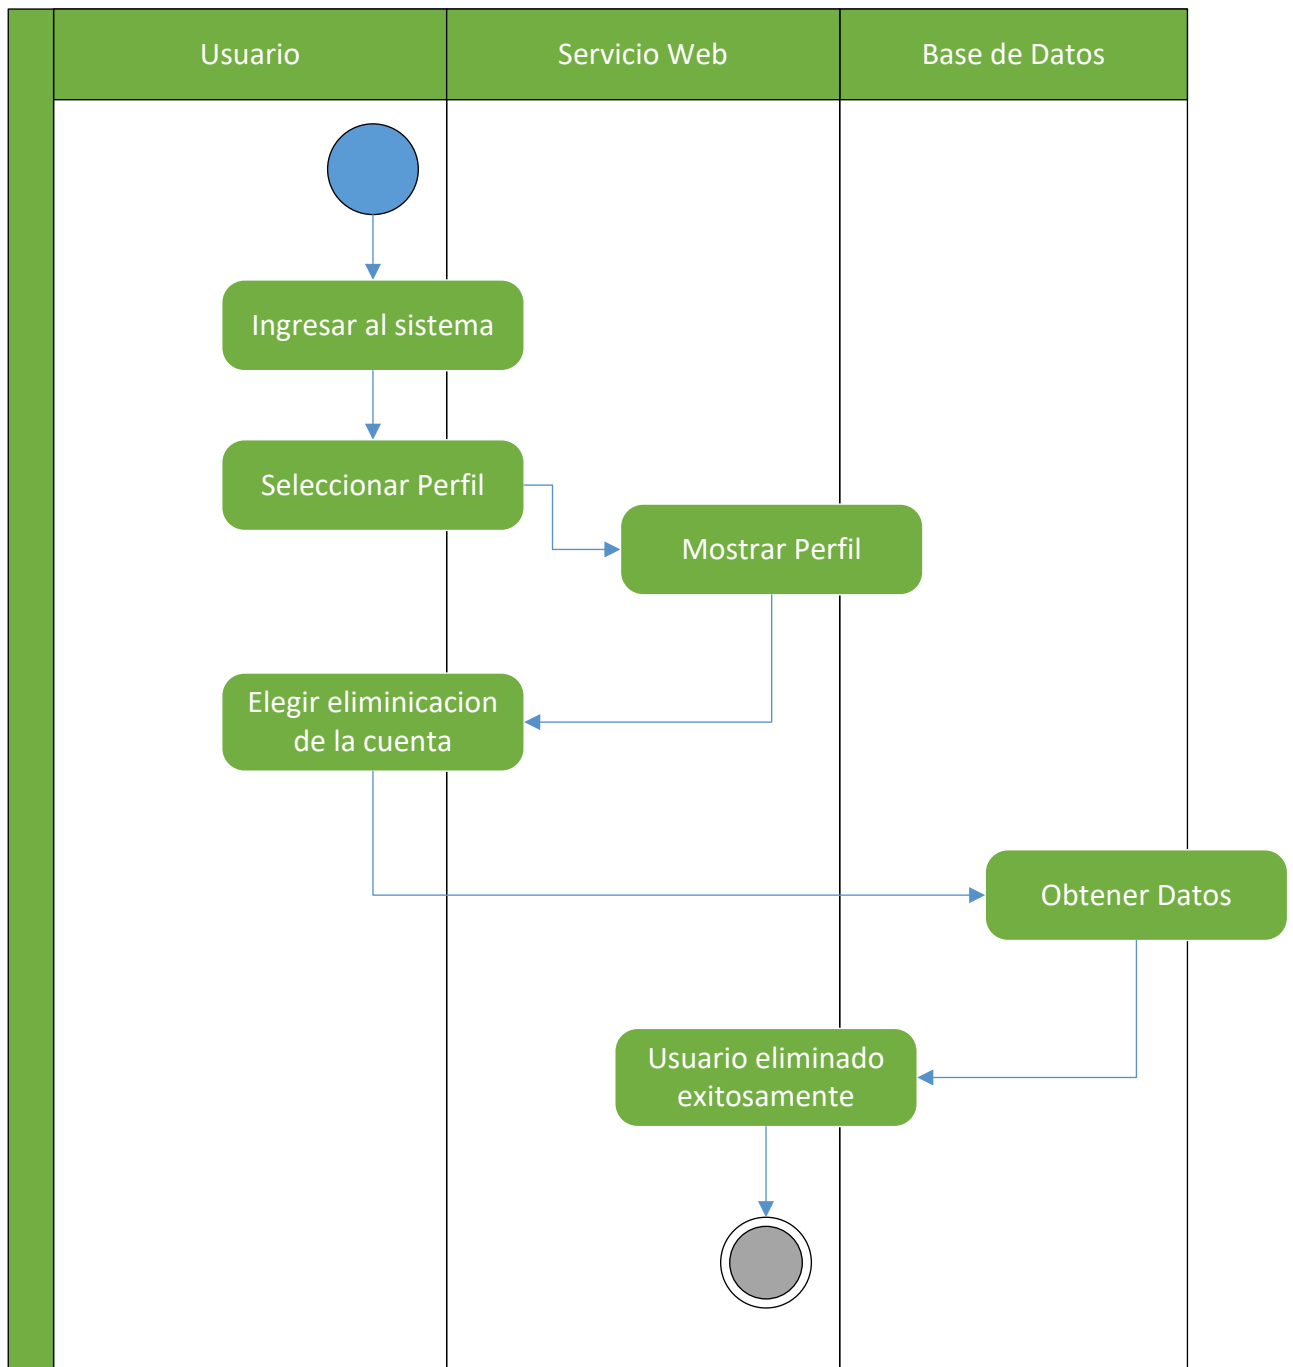 Usuario
Servicio Web
Base de Datos
Ingresar al sistema
Seleccionar Perfil
Mostrar Perfil
Elegir eliminicacion
de la cuenta
Obtener Datos
Usuario eliminado
exitosamente